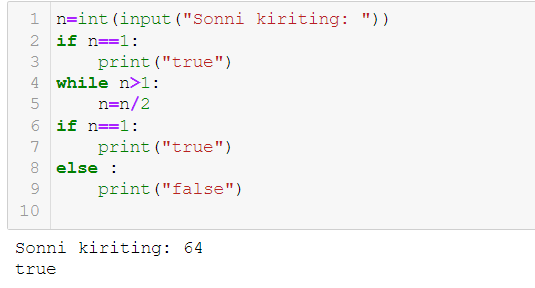 1 n=int(input("Sonni kiriting: "))
2 if n==1:
3     print("true")
4 while n>1:
5     n=n/2
6 if n==1:
7     print("true")
8 else :
9     print("false")
10
Sonni kiriting: 64
true